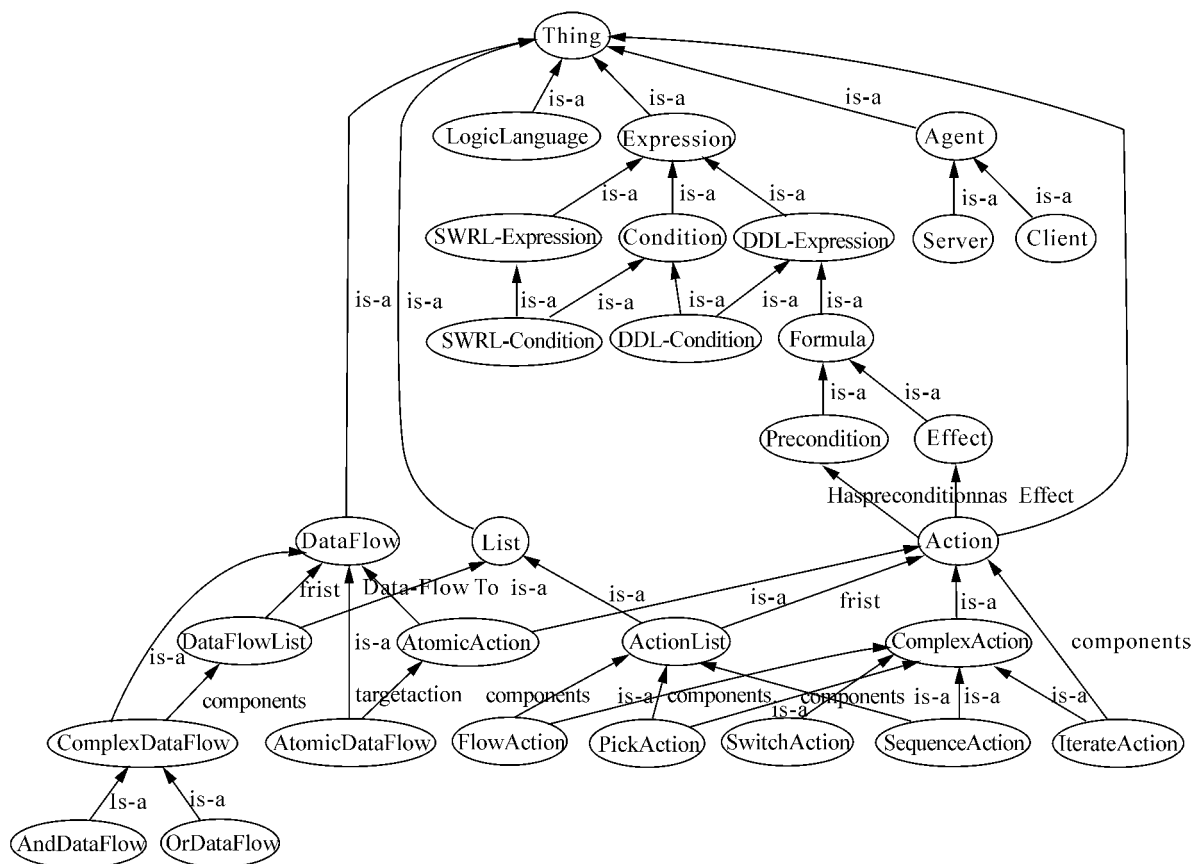 Thing
is-a is-a is-a
LogicLanguage Expression Agent
is-a is-a is-a is-a is-a
SWRL-Expression Condition DDL-Expression Server Client
is-a is-a
is-a is-a is-a is-a is-a
SWRL-Condition DDL-Condition Formula
is-a is-a
Precondition Effect
Haspreconditionnas Effect
DataFlow List Action
frist Data-Flow To is-a is-a is-a frist is-a
DataFlowList is-a AtomicAction ActionList ComplexAction components
is-a
components targetaction components is-a components components is-a is-a is-a
is-a
ComplexDataFlow AtomicDataFlow FlowAction PickAction SwitchAction SequenceAction IterateAction
Is-a is-a
AndDataFlow OrDataFlow